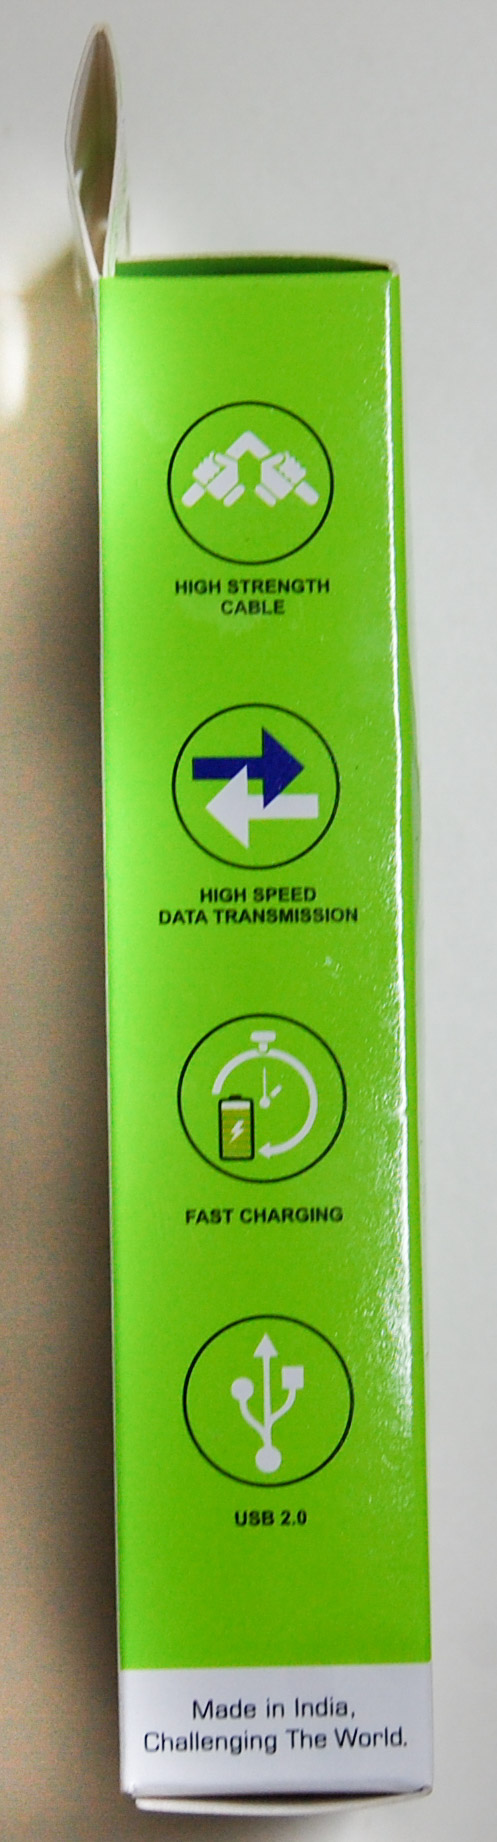 HIGH STRENGTH
CABLE
HIGH SPEED
DATA TRANSMISSION
FAST CHARGING
USB 2.0
Made in India,
Challenging The World.